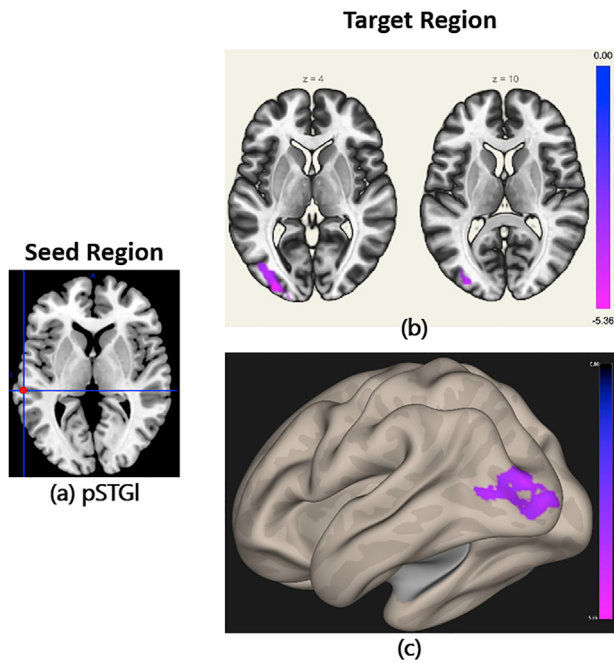 Target Region
z = 4
z = 10
0.00
-5.36
(b)
Seed Region
A
(a) pSTGl
(c)